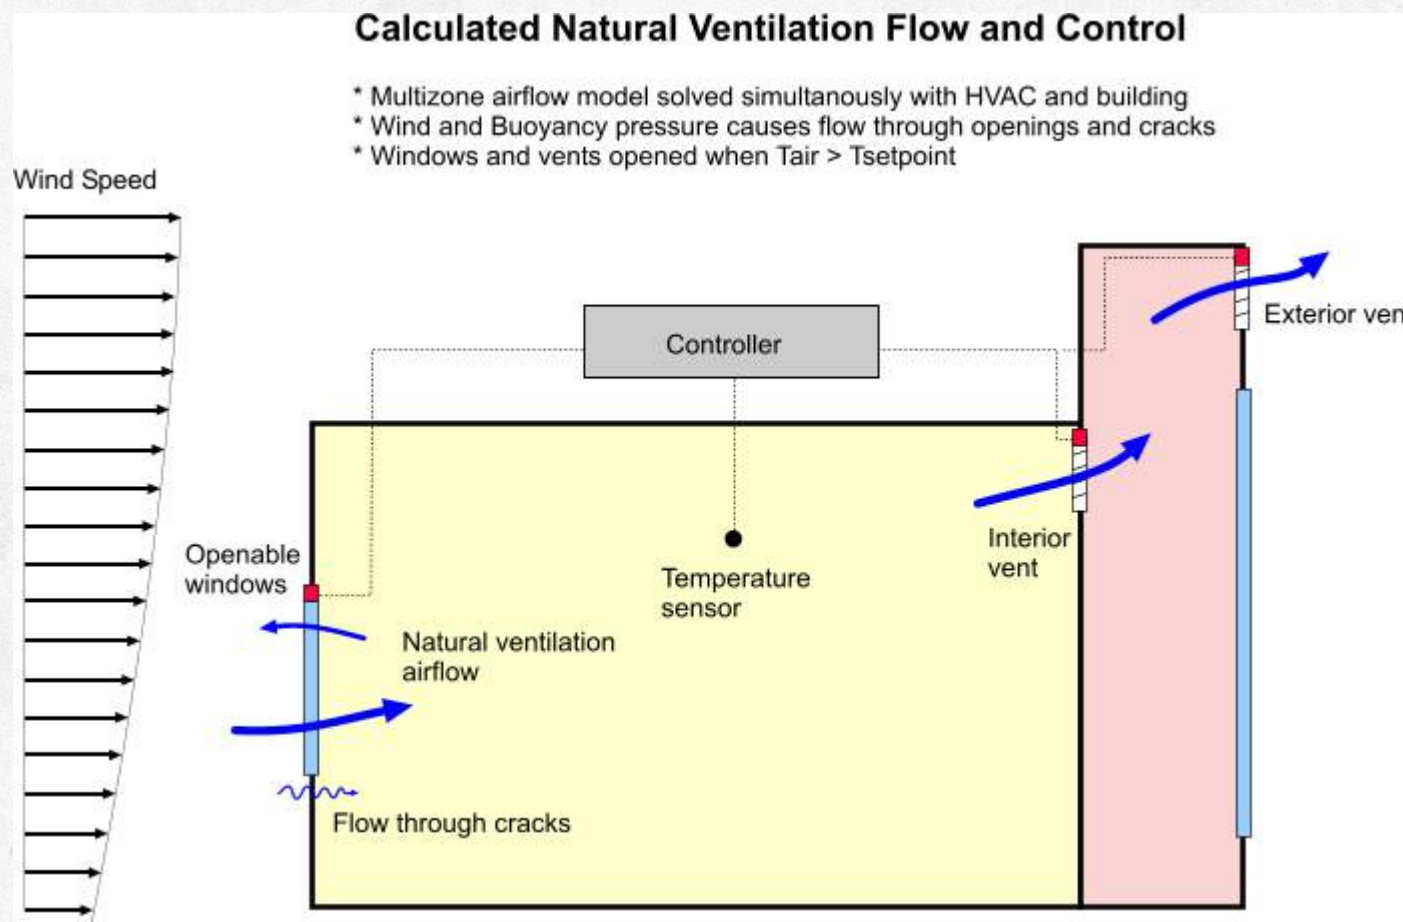 Calculated Natural Ventilation Flow and Control
* Multizone airflow model solved simultanously with HVAC and building
* Wind and Buoyancy pressure causes flow through openings and cracks
* Windows and vents opened when Tair > Tsetpoint
Wind Speed
Controller
Exterior ven
Openable
windows
Temperature
sensor
Interior
vent
Natural ventilation
airflow
Flow through cracks